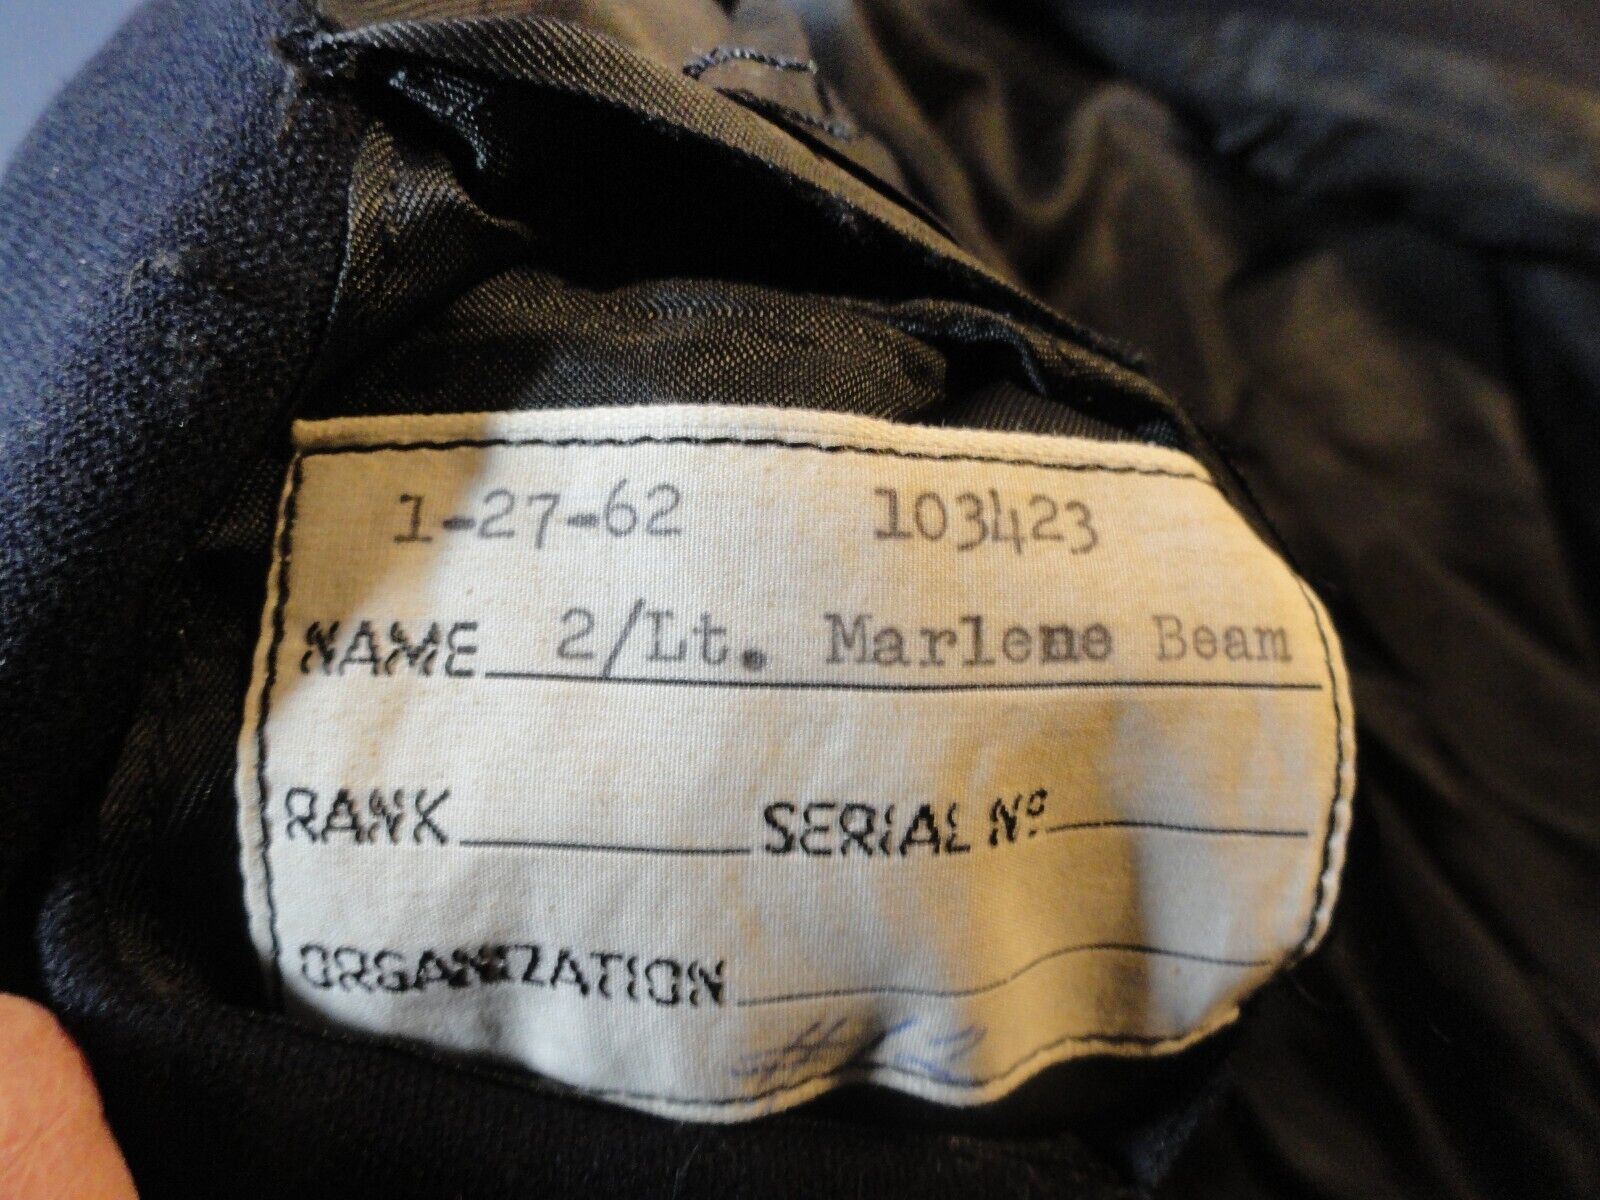 1-27-62 103423
NAME 2/Lt. Marlene Beam
RANK SERIAL Nº
ORGANIZATION